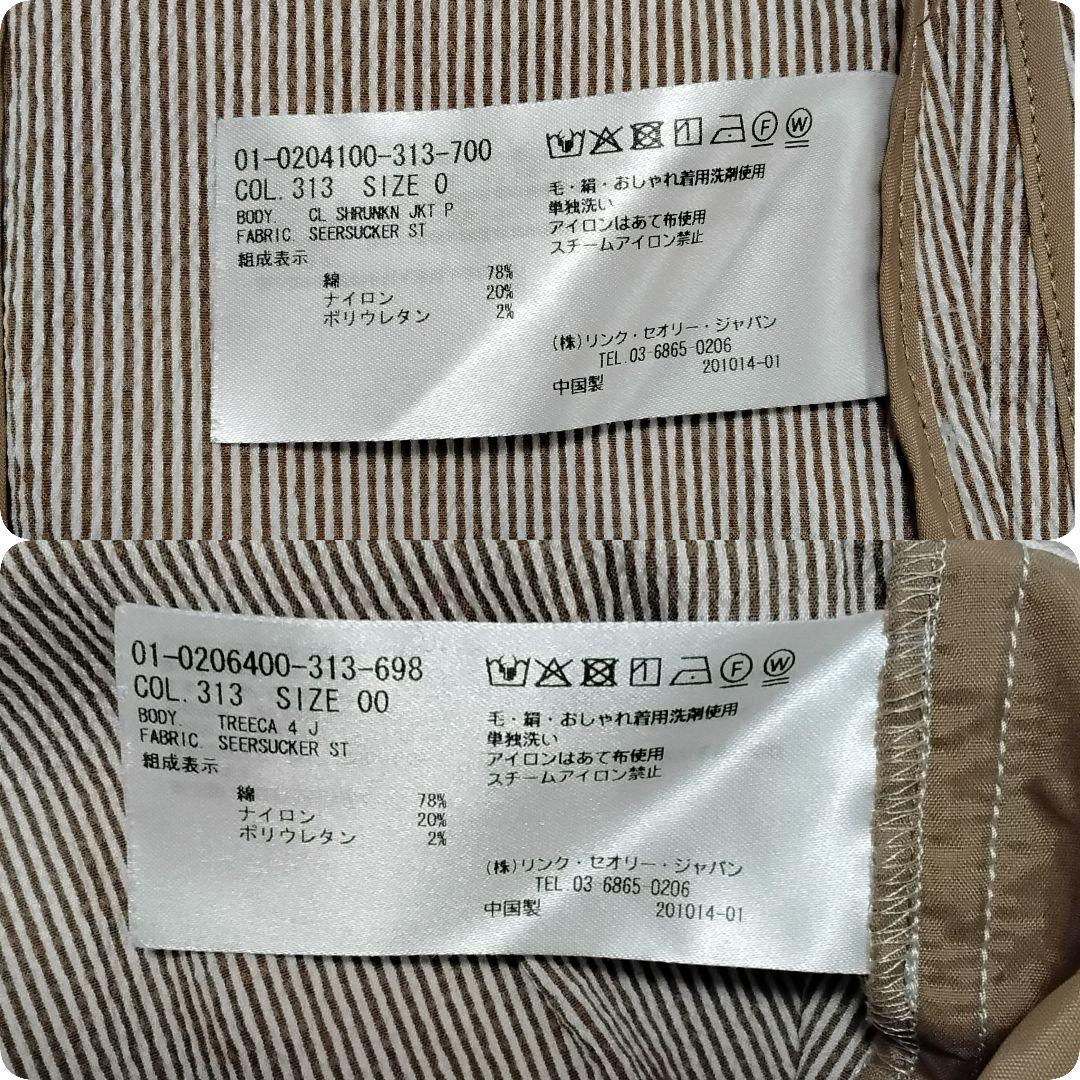 01-0204100-313-700
COL. 313 SIZE 0
BODY. CL SHRUNKN JKT P
FABRIC SEERSUCKER ST
組成表示
綿 78%
ナイロン 20%
ポリウレタン 2%
F W
毛・絹・おしゃれ着用洗剤使用
単独洗い
アイロンはあて布使用
スチームアイロン禁止
(株)リンク・セオリー・ジャパン
TEL.03-6865-0206
201014-01
中国製
01-0206400-313-698
COL. 313 SIZE 00
BODY. TREECA 4 J
FABRIC. SEERSUCKER ST
組成表示
綿 78%
ナイロン 20%
ポリウレタン 2%
F W
毛・絹・おしゃれ着用洗剤使用
単独洗い
アイロンはあて布使用
スチームアイロン禁止
(株)リンク・セオリー・ジャパン
TEL.03 6865 0206
中国製 201014-01